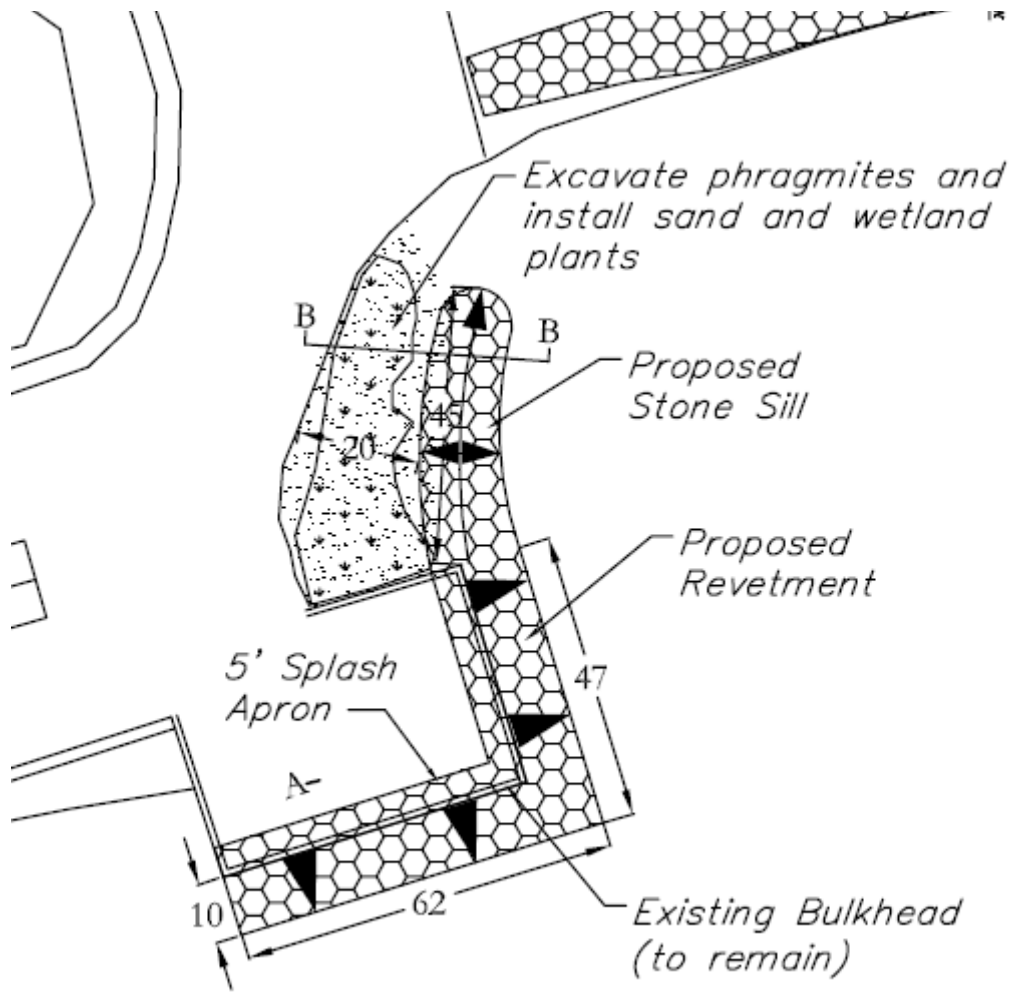 Excavate phragmites and
install sand and wetland
plants
B
B
Proposed
Stone Sill
45
20
Proposed
Revetment
5' Splash
Apron
47
A-
10
62
Existing Bulkhead
(to remain)